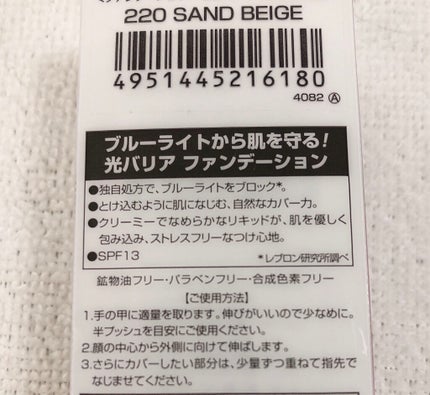 220 SAND BEIGE
4951445216180
4082 Ⓐ
ブルーライトから肌を守る!
光バリア ファンデーション
●独自処方で、ブルーライトをブロック*。
●とけ込むように肌になじむ、自然なカバー力。
●クリーミーでなめらかなリキッドが、肌を優しく
包み込み、ストレスフリーなつけ心地。
●SPF13
*レブロン研究所調べ
鉱物油フリー・パラベンフリー・合成色素フリー
【ご使用方法】
1.手の甲に適量を取ります。伸びがいいので少なめに。
半プッシュを目安にご使用ください。
2.顔の中心から外側に向けて伸ばします。
3.さらにカバーしたい部分は、少量ずつ重ねて指先で
なじませてください。